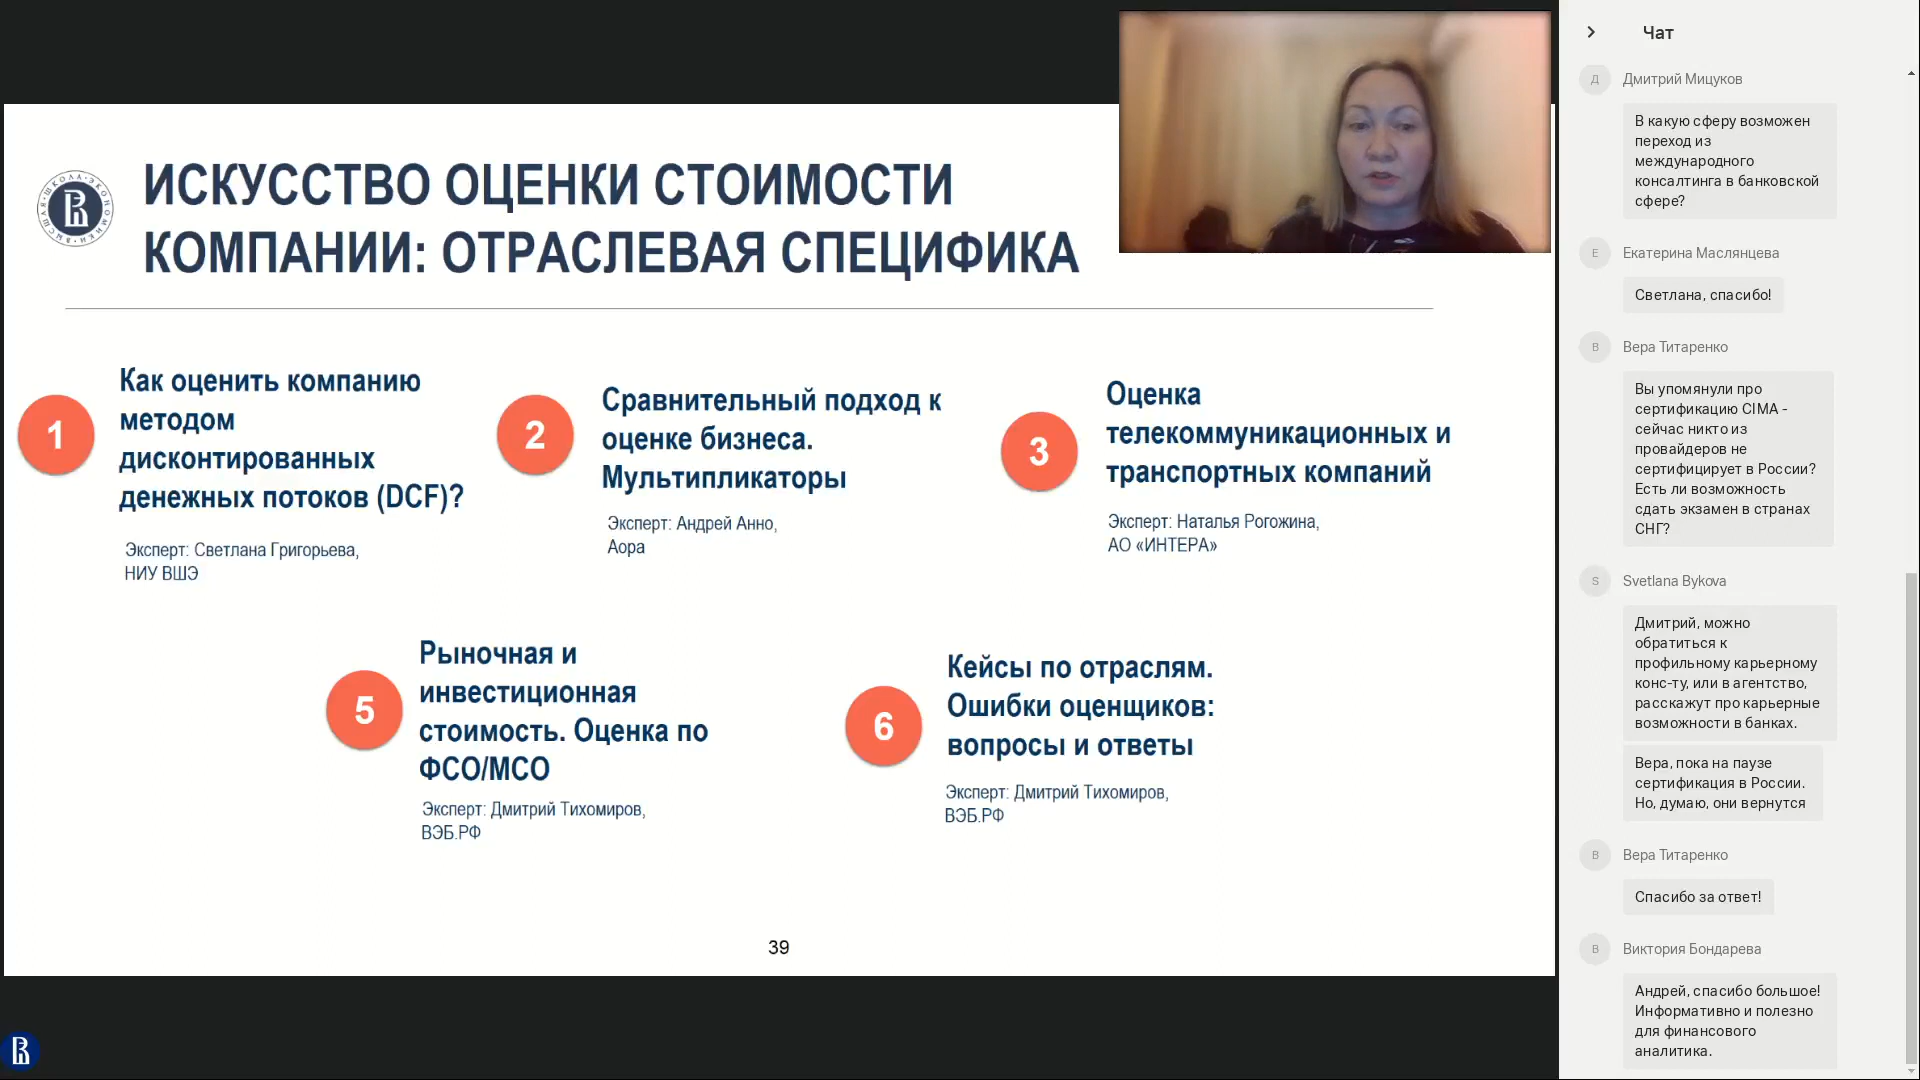 ИСКУССТВО ОЦЕНКИ СТОИМОСТИ
КОМПАНИИ: ОТРАСЛЕВАЯ СПЕЦИФИКА
1
Как оценить компанию
методом
дисконтированных
денежных потоков (DCF)?
Эксперт: Светлана Григорьева,
НИУ ВШЭ
2
Сравнительный подход к
оценке бизнеса.
Мультипликаторы
Эксперт: Андрей Анно,
Аора
3
Оценка
телекоммуникационных и
транспортных компаний
Эксперт: Наталья Рогожина,
АО «ИНТЕРА»
5
Рыночная и
инвестиционная
стоимость. Оценка по
ФСО/МСО
Эксперт: Дмитрий Тихомиров,
ВЭБ.РФ
6
Кейсы по отраслям.
Ошибки оценщиков:
вопросы и ответы
Эксперт: Дмитрий Тихомиров,
ВЭБ.РФ
39
Чат
Д
Дмитрий Мицуков
В какую сферу возможен
переход из
международного
консалтинга в банковской
сфере?
Е
Екатерина Маслянцева
Светлана, спасибо!
В
Вера Титаренко
Вы упомянули про
сертификацию CIMA -
сейчас никто из
провайдеров не
сертифицирует в России?
Есть ли возможность
сдать экзамен в странах
СНГ?
S
Svetlana Bykova
Дмитрий, можно
обратиться к
профильному карьерному
конс-ту, или в агентство,
расскажут про карьерные
возможности в банках.
Вера, пока на паузе
сертификация в России.
Но, думаю, они вернутся
В
Вера Титаренко
Спасибо за ответ!
В
Виктория Бондарева
Андрей, спасибо большое!
Информативно и полезно
для финансового
аналитика.